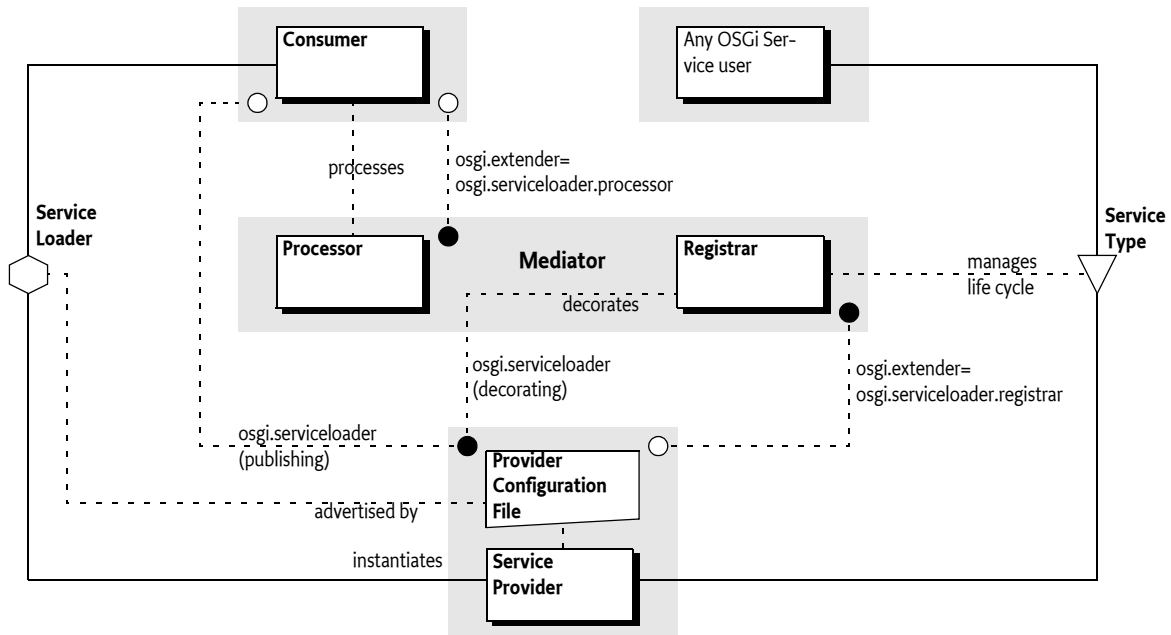 Consumer
Any OSGi Ser-
vice user
processes
osgi.extender=
osgi.serviceloader.processor
Service
Loader
Service
Type
Processor
Mediator
Registrar
manages
life cycle
decorates
osgi.serviceloader
(decorating)
osgi.extender=
osgi.serviceloader.registrar
osgi.serviceloader
(publishing)
Provider
Configuration
File
advertised by
instantiates
Service
Provider